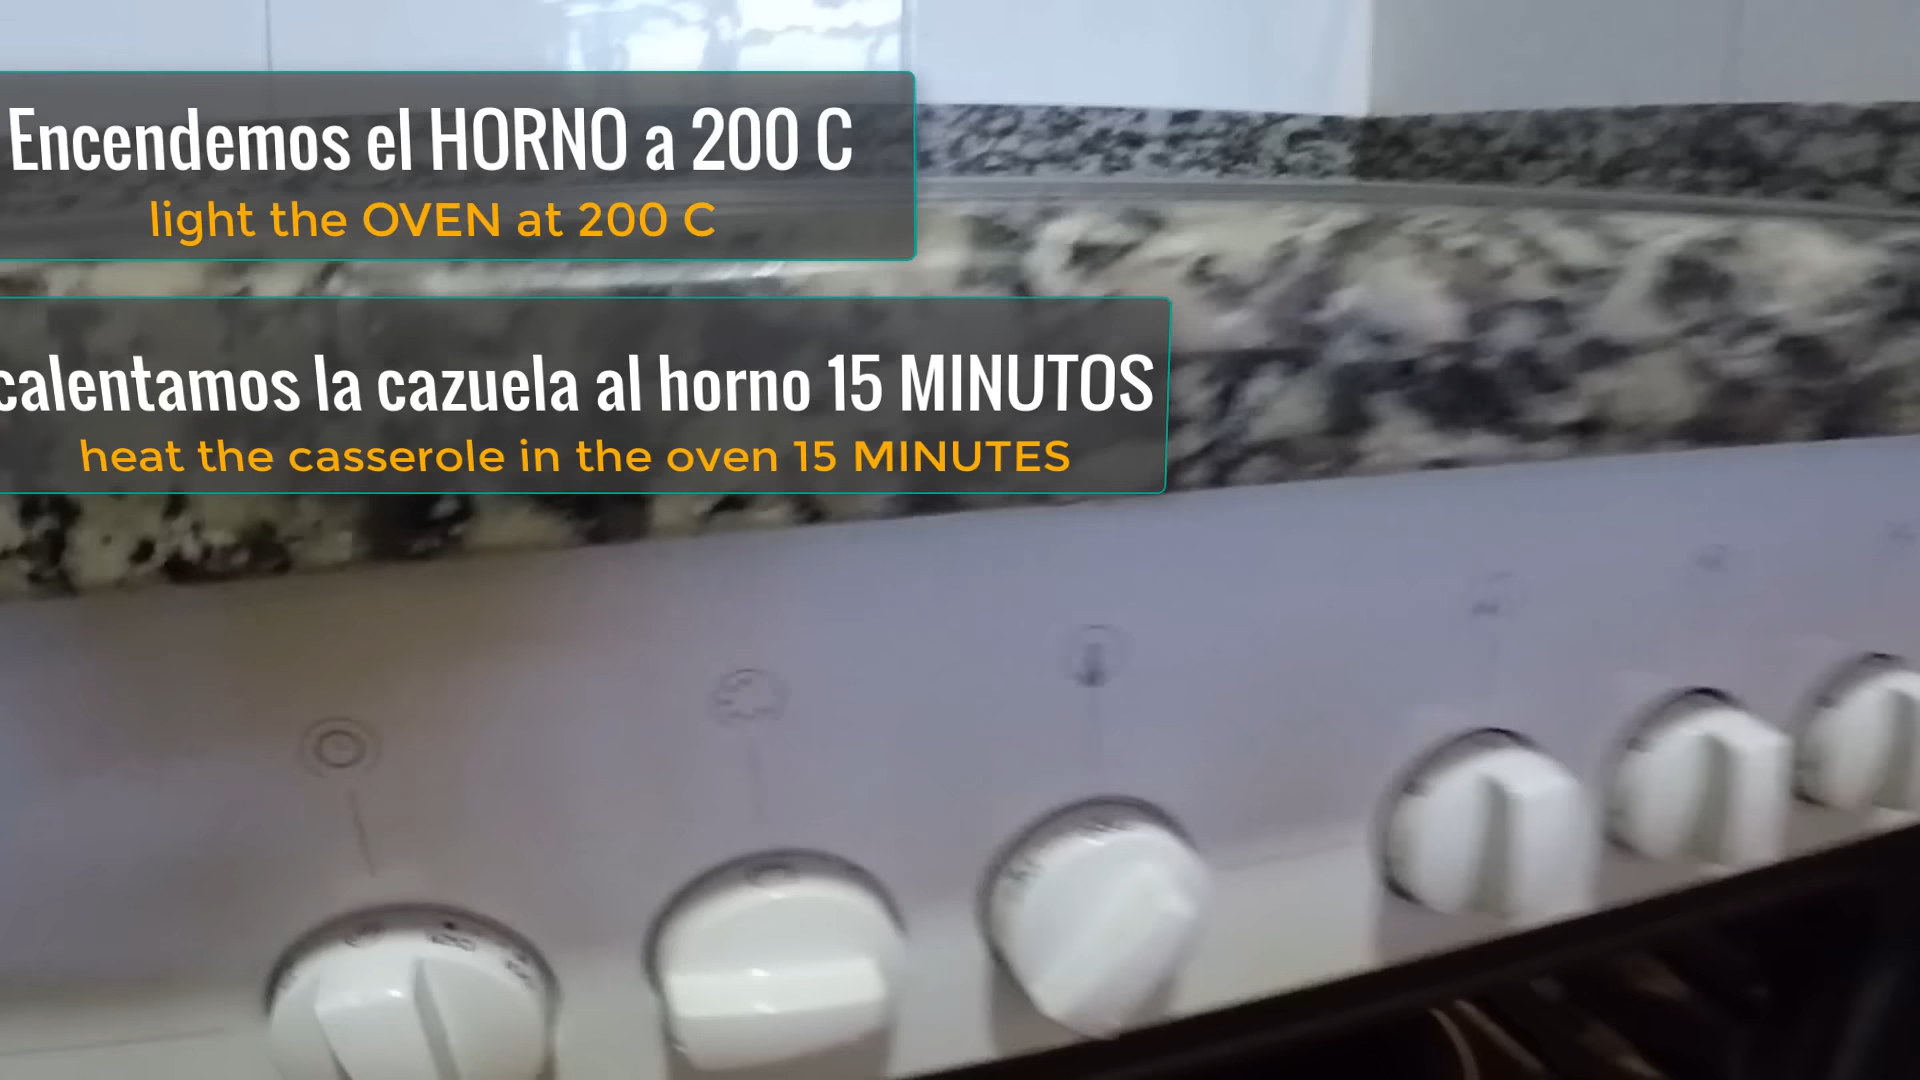 Encendemos el HORNO a 200 C
light the OVEN at 200 C
calentamos la cazuela al horno 15 MINUTOS
heat the casserole in the oven 15 MINUTES